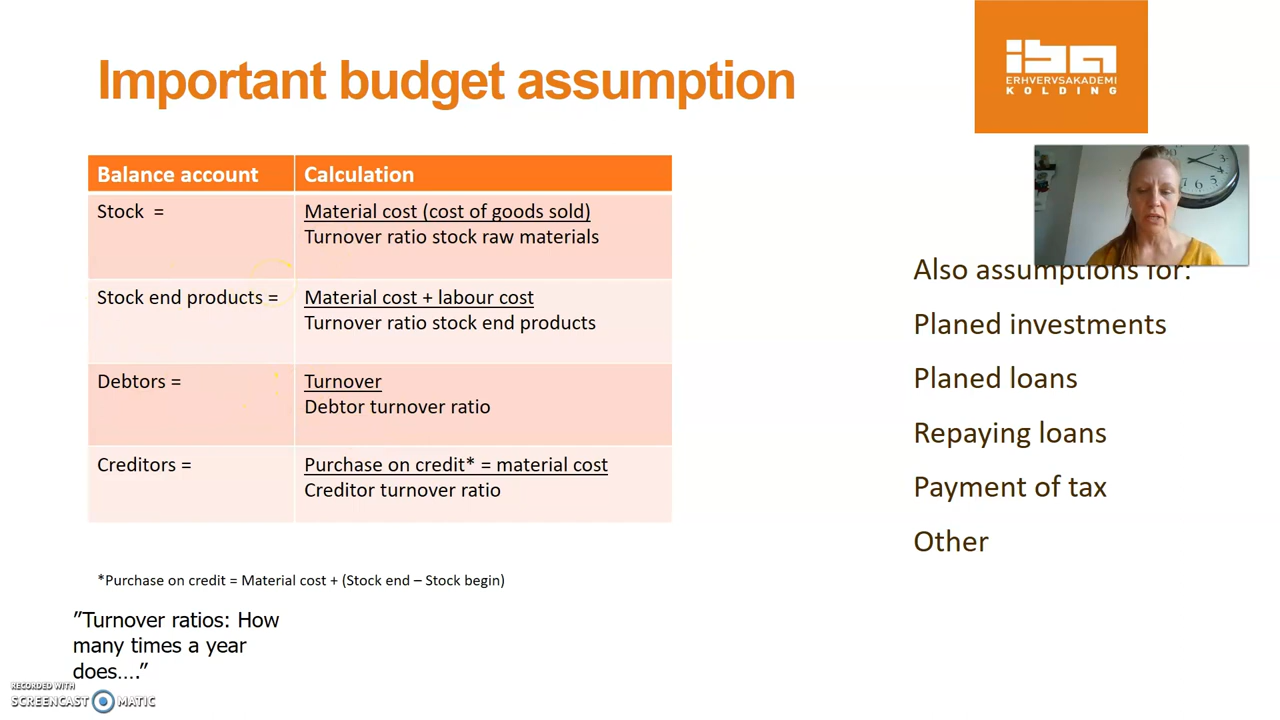 Important budget assumption
iba
ERHVERVSAKADEMI
KOLDING
Balance account
Calculation
Stock =
Material cost (cost of goods sold)
Turnover ratio stock raw materials
Stock end products =
Material cost + labour cost
Turnover ratio stock end products
Debtors =
Turnover
Debtor turnover ratio
Creditors =
Purchase on credit* = material cost
Creditor turnover ratio
*Purchase on credit = Material cost + (Stock end – Stock begin)
”Turnover ratios: How
many times a year
does….”
Also assumptions for:
Planed investments
Planed loans
Repaying loans
Payment of tax
Other
RECORDED WITH
SCREENCAST MATIC